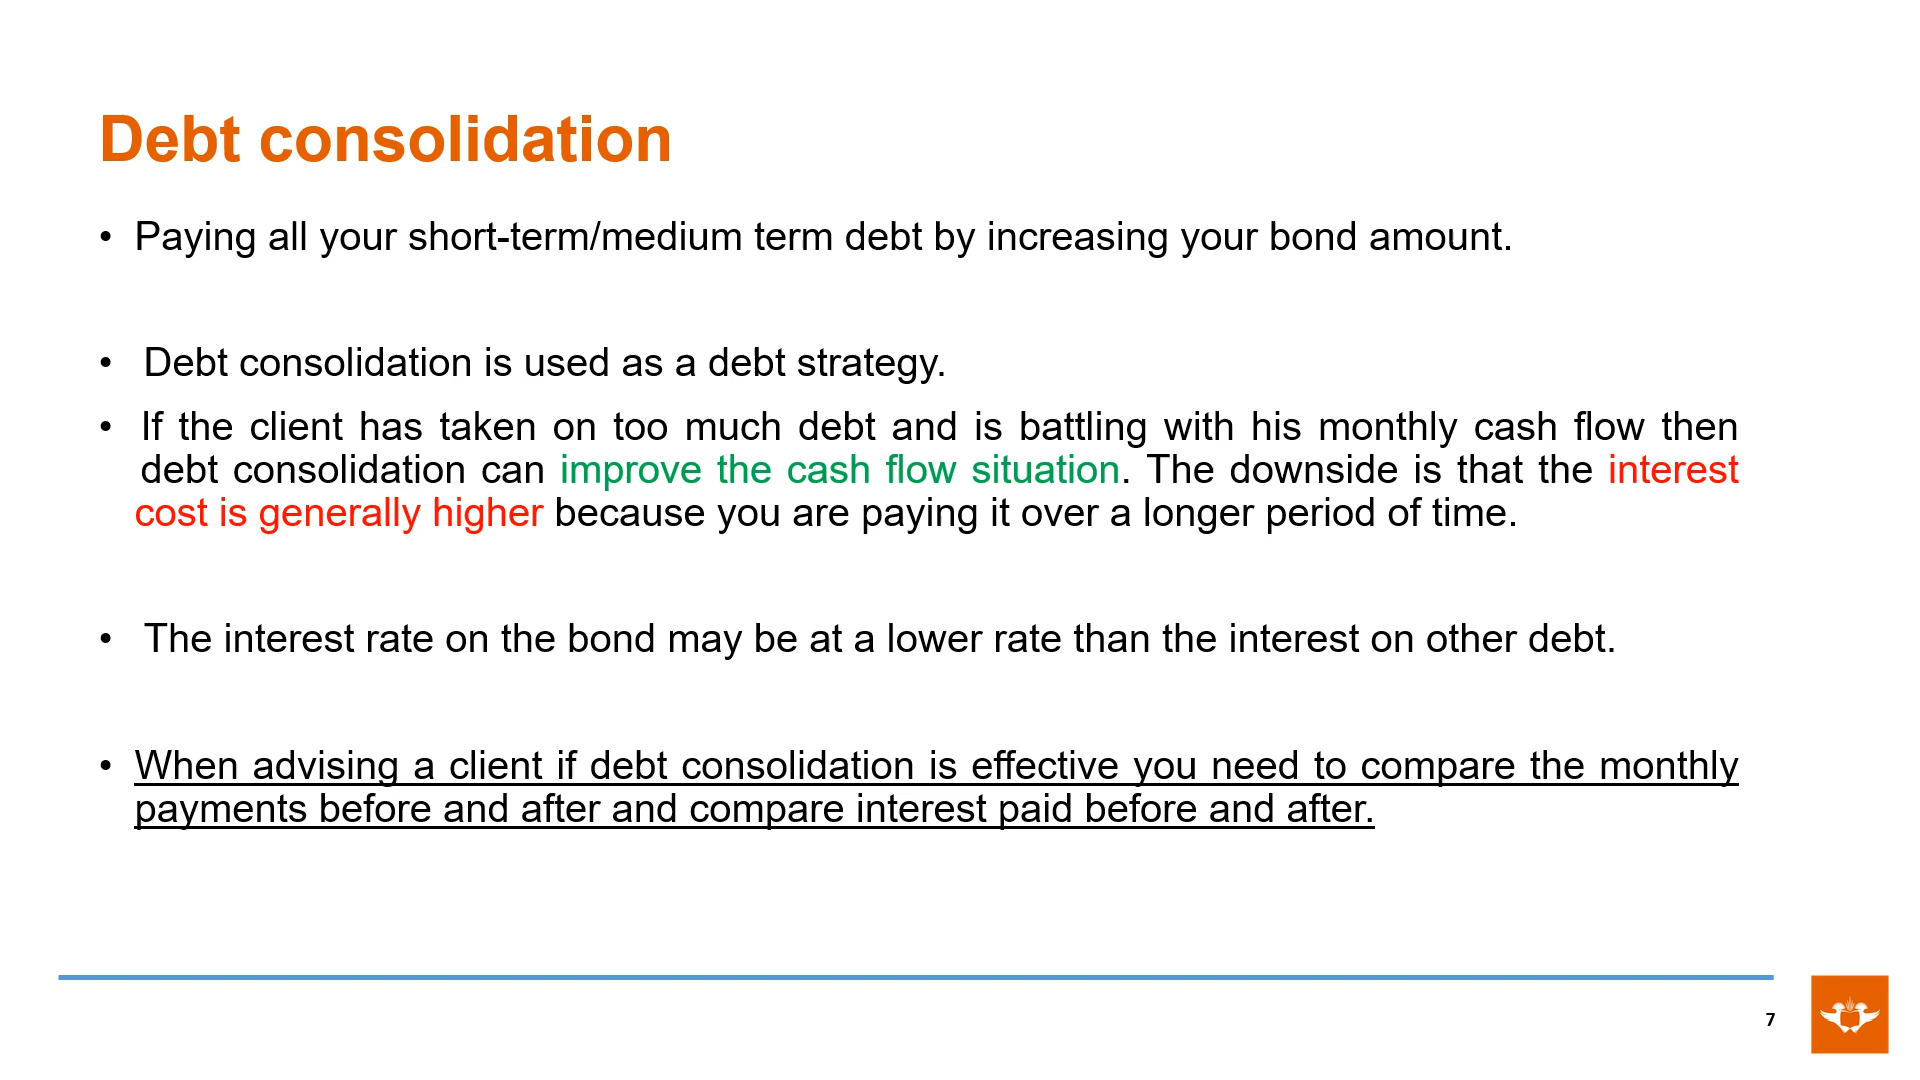 Debt consolidation
• Paying all your short-term/medium term debt by increasing your bond amount.
• Debt consolidation is used as a debt strategy.
• If the client has taken on too much debt and is battling with his monthly cash flow then
debt consolidation can improve the cash flow situation. The downside is that the interest
cost is generally higher because you are paying it over a longer period of time.
• The interest rate on the bond may be at a lower rate than the interest on other debt.
• When advising a client if debt consolidation is effective you need to compare the monthly
payments before and after and compare interest paid before and after.
7